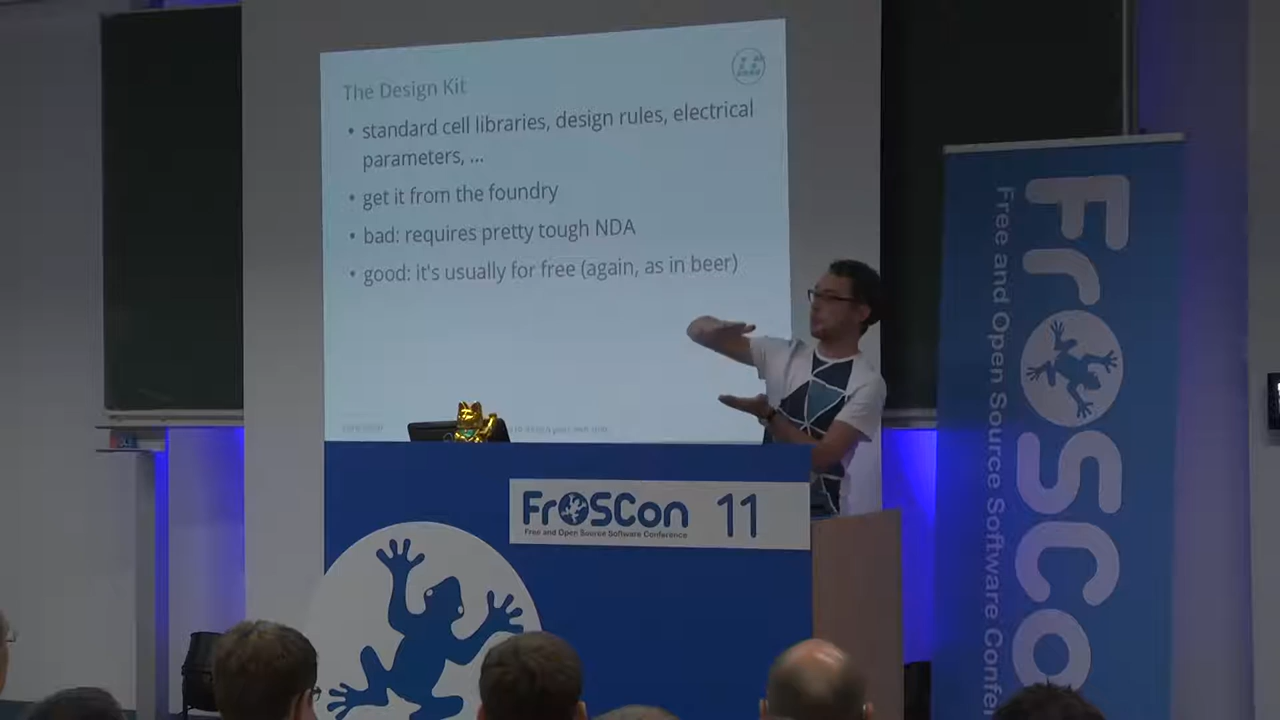 The Design Kit
• standard cell libraries, design rules, electrical
parameters, ...
• get it from the foundry
• bad: requires pretty tough NDA
• good: it's usually for free (again, as in beer)
FrOSCon 11
Free and Open Source Software Conference
FrOSCo
Free and Open Source Software Confe